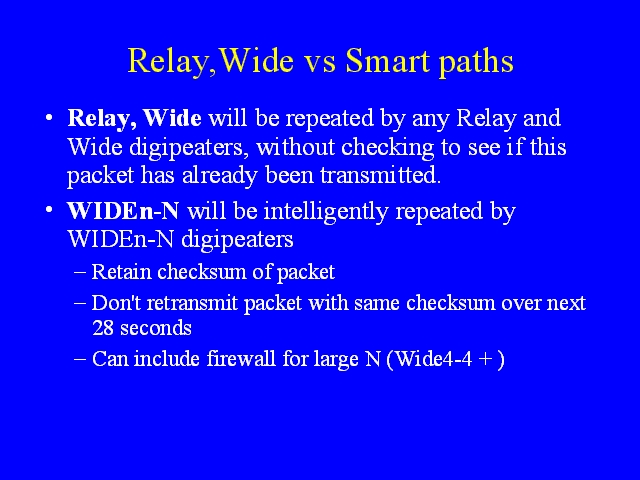 Relay,Wide vs Smart paths
• Relay, Wide will be repeated by any Relay and
Wide digipeaters, without checking to see if this
packet has already been transmitted.
• WIDEn-N will be intelligently repeated by
WIDEn-N digipeaters
– Retain checksum of packet
– Don't retransmit packet with same checksum over next
28 seconds
– Can include firewall for large N (Wide4-4 + )